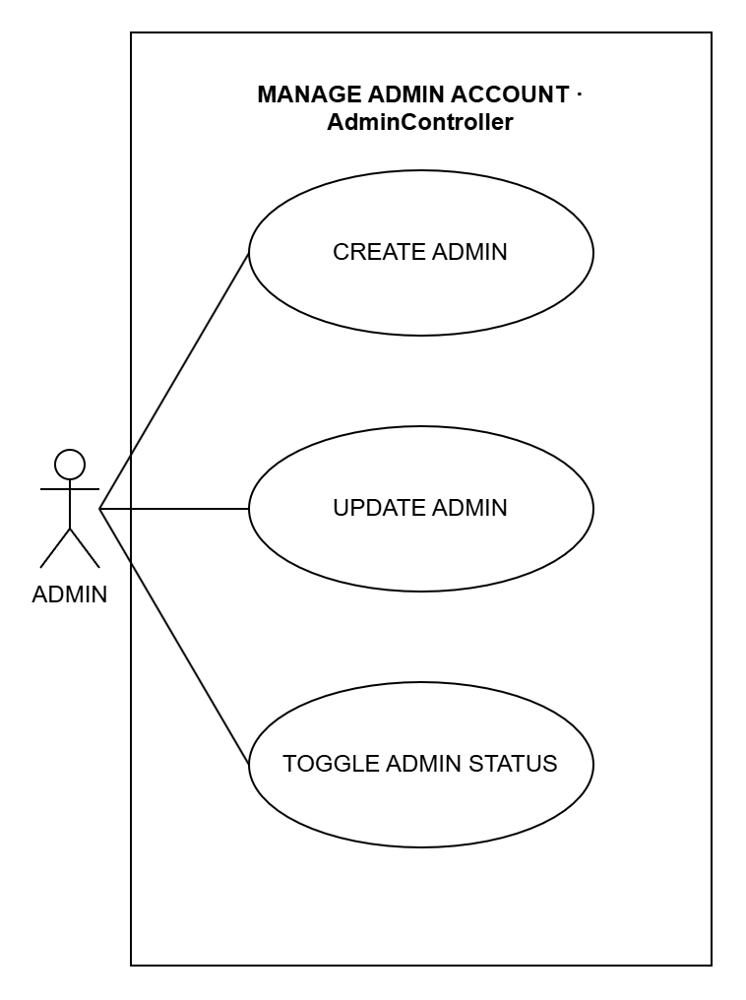 MANAGE ADMIN ACCOUNT ·
AdminController
CREATE ADMIN
UPDATE ADMIN
ADMIN
TOGGLE ADMIN STATUS